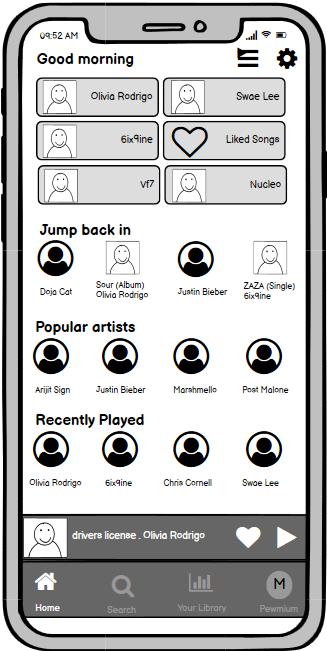 09:52 AM
Good morning
Olivia Rodrigo
Swae Lee
6ix9ine
Liked Songs
Vf7
Nucleo
Jump back in
Doja Cat
Sour (Album)
Olivia Rodrigo
Justin Bieber
ZAZA (Single)
6ix9ine
Popular artists
Arijit Sign
Justin Bieber
Marshmello
Post Malone
Recently Played
Olivia Rodrigo
6ix9ine
Chris Cornell
Swae Lee
drivers license . Olivia Rodrigo
M
Home
Search
Your Library
Pewmium